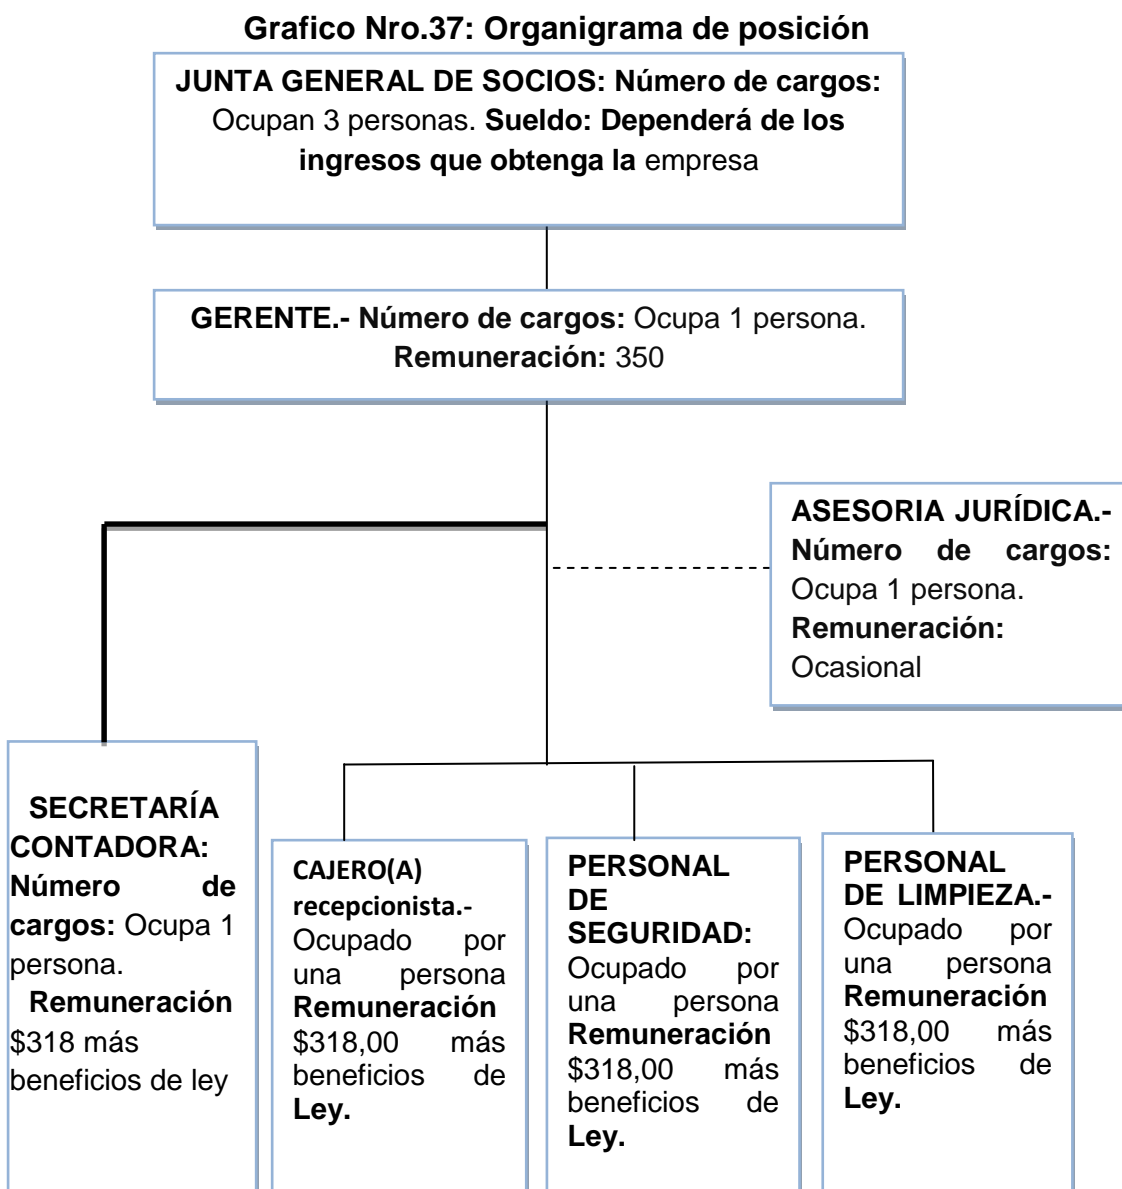 Grafico Nro.37: Organigrama de posición
JUNTA GENERAL DE SOCIOS: Número de cargos:
Ocupan 3 personas. Sueldo: Dependerá de los
ingresos que obtenga la empresa
GERENTE.- Número de cargos: Ocupa 1 persona.
Remuneración: 350
ASESORIA JURÍDICA.-
Número de cargos:
Ocupa 1 persona.
Remuneración:
Ocasional
SECRETARÍA
CONTADORA:
Número de
cargos: Ocupa 1
persona.
Remuneración
$318 más
beneficios de ley
CAJERO(A)
recepcionista.-
Ocupado por
una persona
Remuneración
$318,00 más
beneficios de
Ley.
PERSONAL
DE
SEGURIDAD:
Ocupado por
una persona
Remuneración
$318,00 más
beneficios de
Ley.
PERSONAL
DE LIMPIEZA.-
Ocupado por
una persona
Remuneración
$318,00 más
beneficios de
Ley.